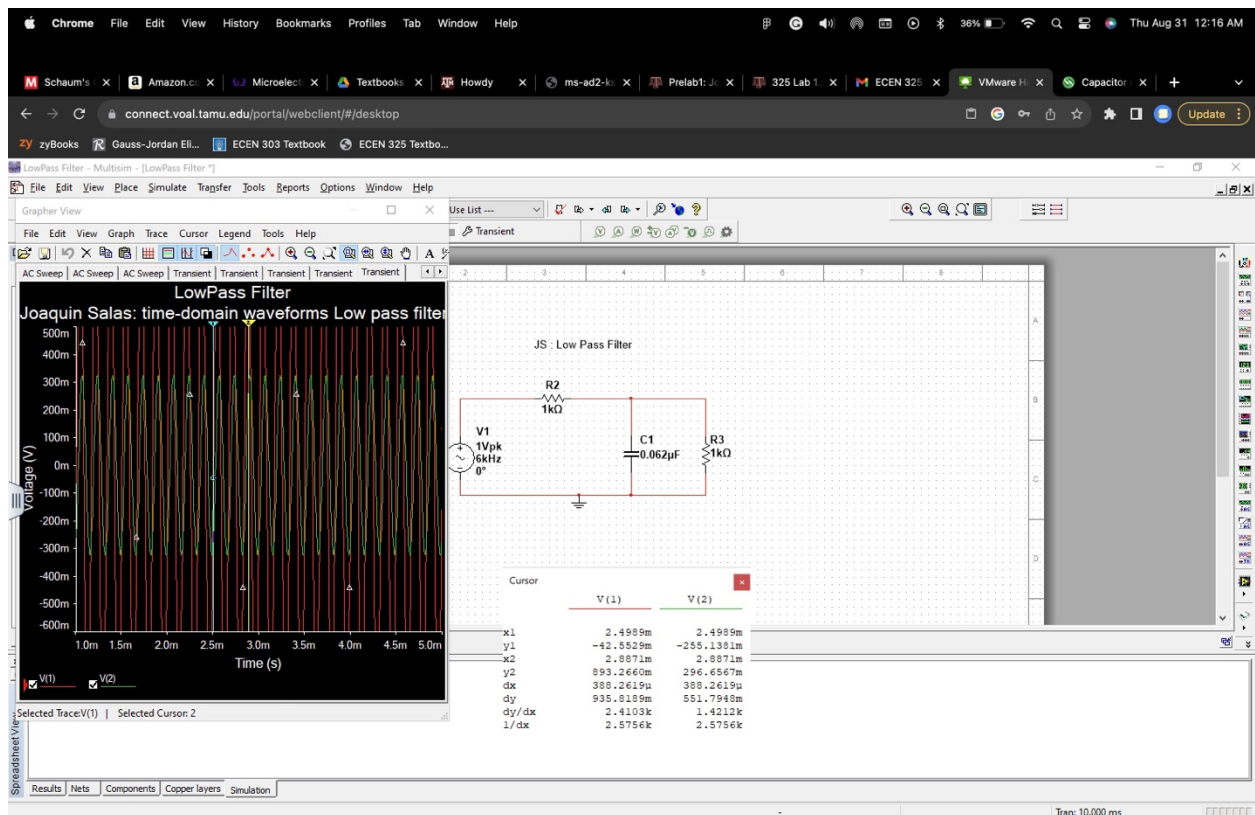 Chrome File Edit View History Bookmarks Profiles Tab Window Help 36% Thu Aug 31 12:16 AM
Schaum's Amazon.co Microelect Textbooks Howdy ms-ad2-ks Prelab1: Jo 325 Lab 1 ECEN 325 VMware H Capacitor
connect.voal.tamu.edu/portal/webclient/#/desktop Update
zyBooks Gauss-Jordan Eli... ECEN 303 Textbook ECEN 325 Textbo...
LowPass Filter - Multisim - [LowPass Filter *]
File Edit View Place Simulate Transfer Tools Reports Options Window Help
Grapher View
Use List ---
File Edit View Graph Trace Cursor Legend Tools Help
Transient
AC Sweep AC Sweep AC Sweep Transient Transient Transient Transient Transient
2 3 4 5 6 7 8
LowPass Filter
Joaquin Salas: time-domain waveforms Low pass filter
500m
400m
300m
200m
100m
0m
-100m
-200m
-300m
-400m
-500m
-600m
Voltage (V)
1.0m 1.5m 2.0m 2.5m 3.0m 3.5m 4.0m 4.5m 5.0m
Time (s)
V(1) V(2)
Selected Trace:V(1) | Selected Cursor: 2
JS : Low Pass Filter
R2
1kΩ
V1
1Vpk
6kHz
0°
C1
0.062µF
R3
1kΩ
A
B
C
D
Cursor
V(1) V(2)
x1 2.4989m 2.4989m
y1 -42.5529m -255.1381m
x2 2.8871m 2.8871m
y2 893.2660m 296.6567m
dx 388.2619µ 388.2619µ
dy 935.8189m 551.7948m
dy/dx 2.4103k 1.4212k
1/dx 2.5756k 2.5756k
Spreadsheet View
Results Nets Components Copper layers Simulation
Tran: 10.000 ms